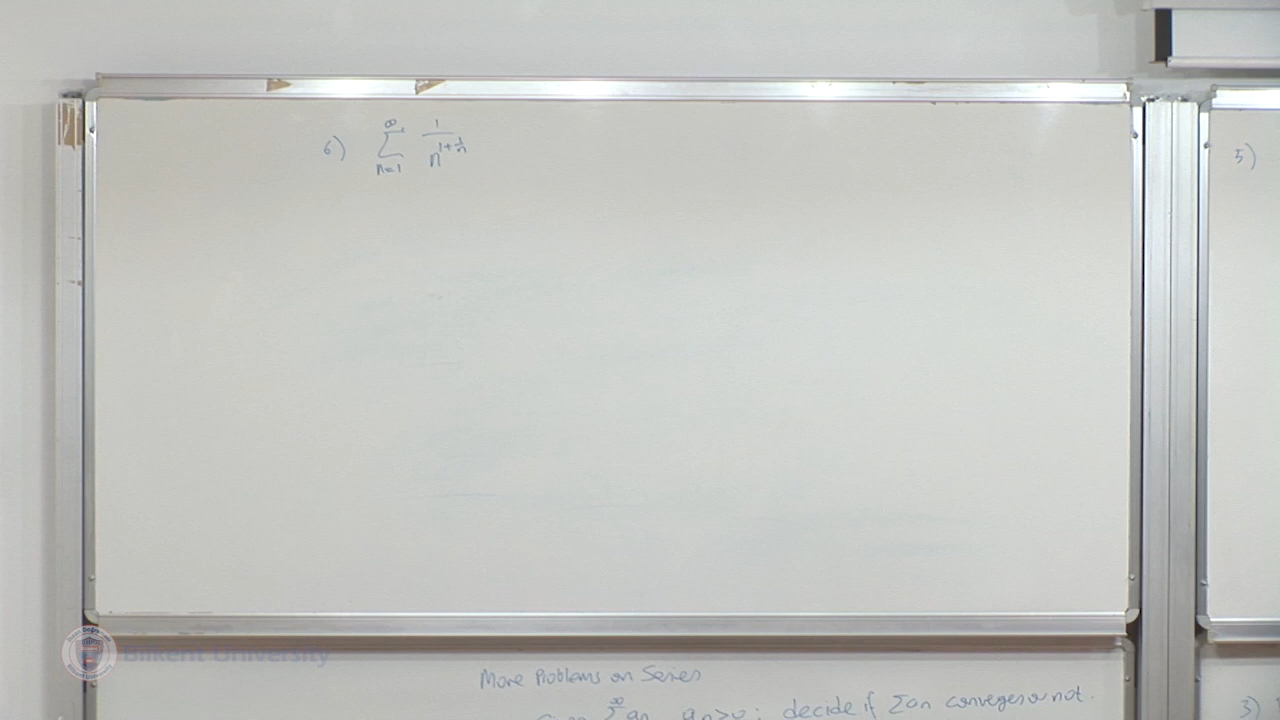 6) ∞ Σ n=1 1 / n^(1+1/n)
5)
More Problems on Series
∞ Σ an an>0; decide if Σan converges or not.
3)
Bilkent University